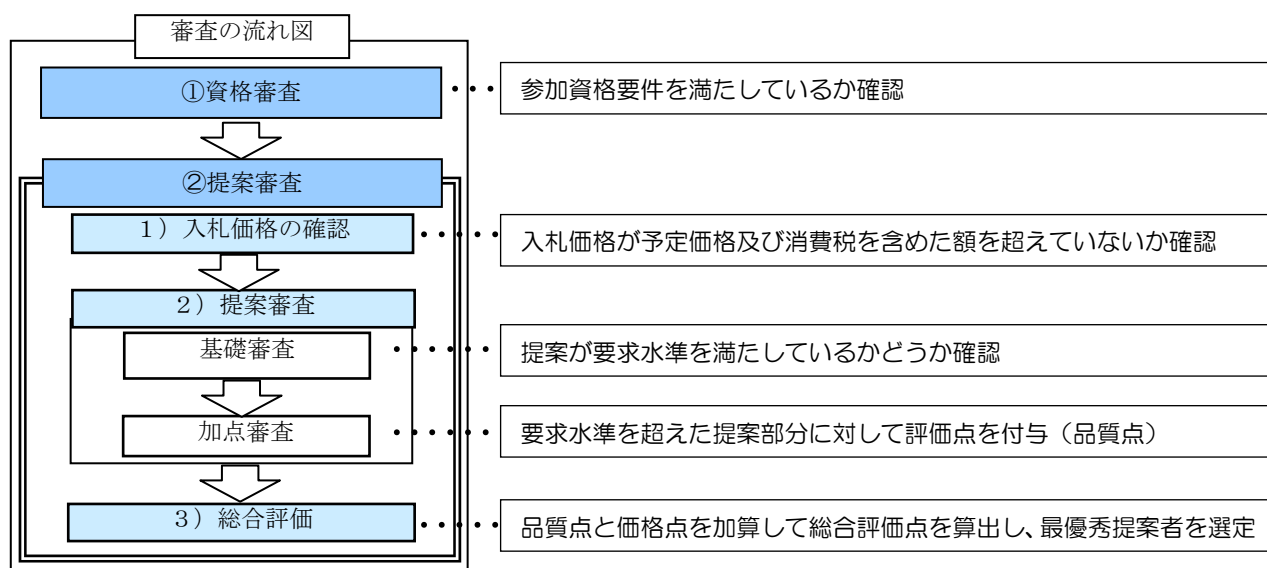 審査の流れ図
①資格審査
・・・
参加資格要件を満たしているか確認
②提案審査
１）入札価格の確認
・・・・・
入札価格が予定価格及び消費税を含めた額を超えていないか確認
２）提案審査
基礎審査
・・・・・・
提案が要求水準を満たしているかどうか確認
加点審査
・・・・・・
要求水準を超えた提案部分に対して評価点を付与（品質点）
３）総合評価
・・・・・
品質点と価格点を加算して総合評価点を算出し、最優秀提案者を選定